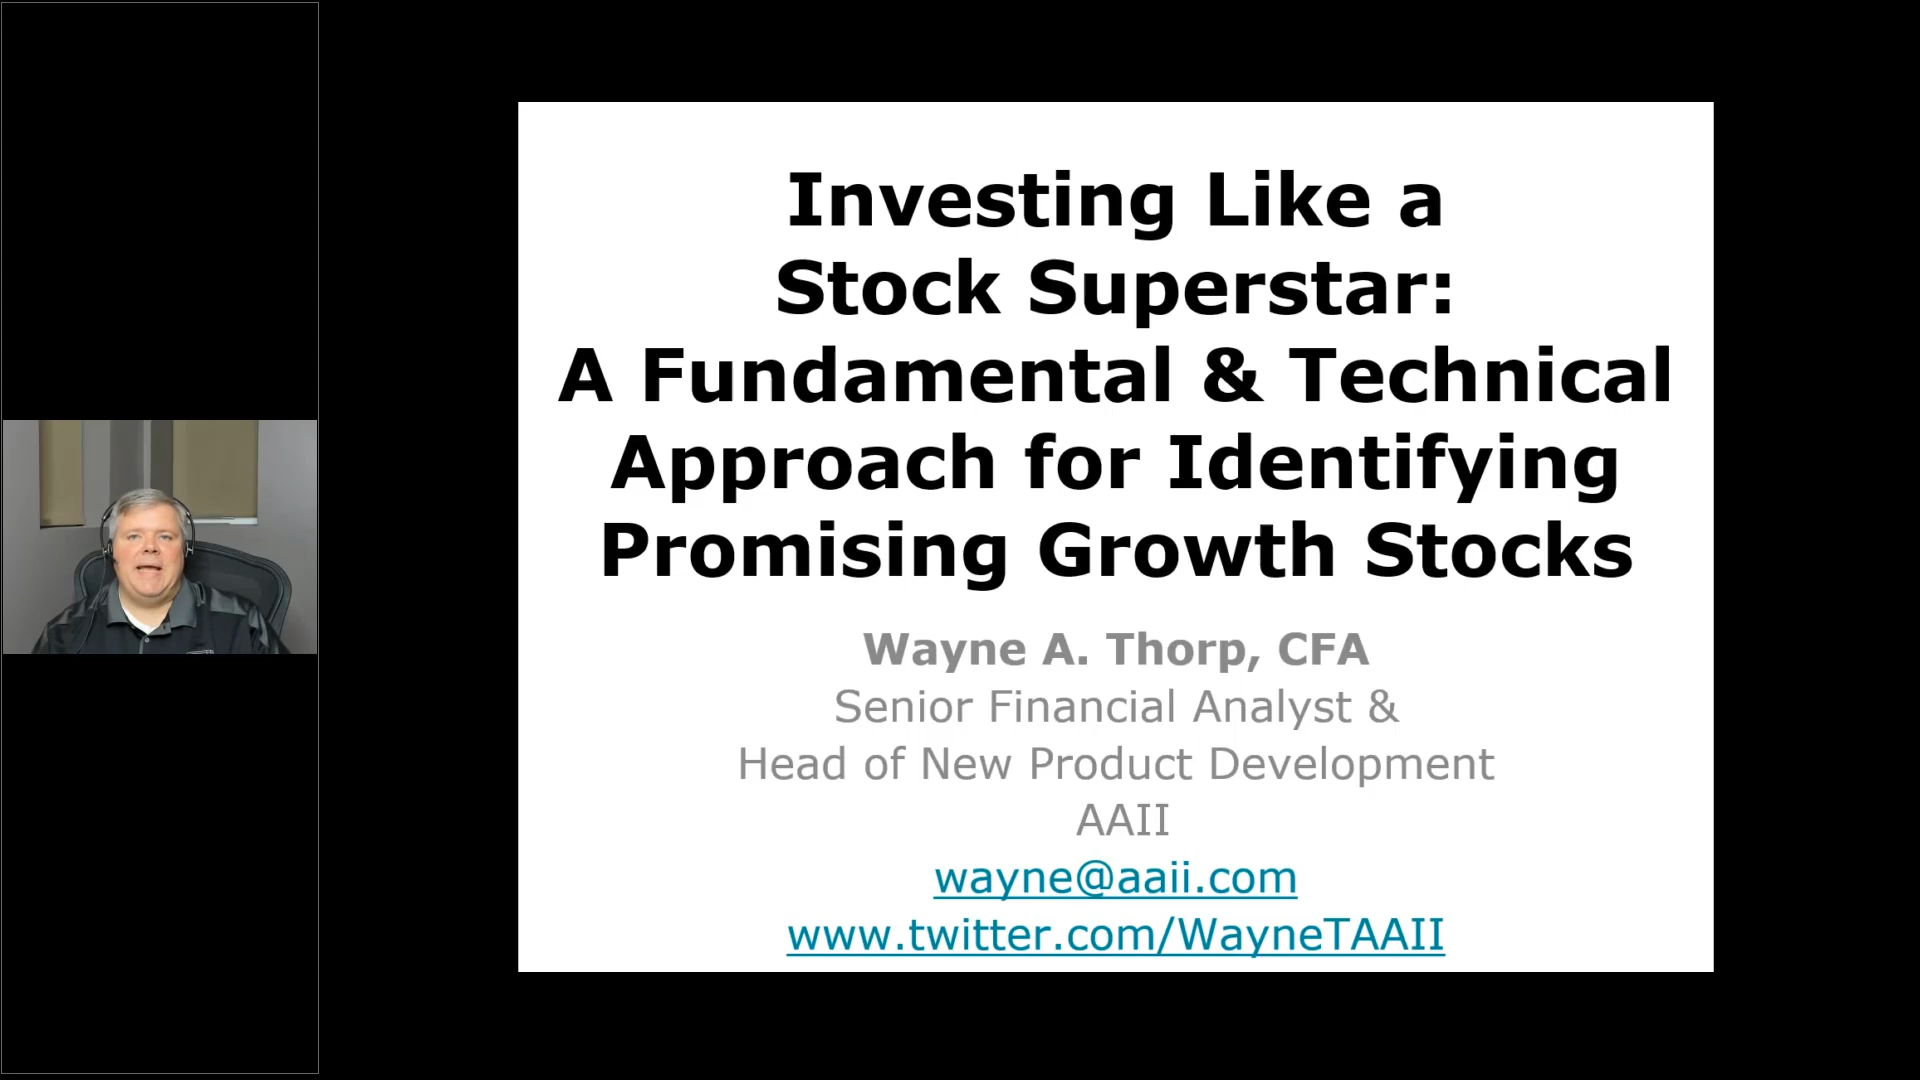 Investing Like a
Stock Superstar:
A Fundamental & Technical
Approach for Identifying
Promising Growth Stocks
Wayne A. Thorp, CFA
Senior Financial Analyst &
Head of New Product Development
AAII
wayne@aaii.com
www.twitter.com/WayneTAAII